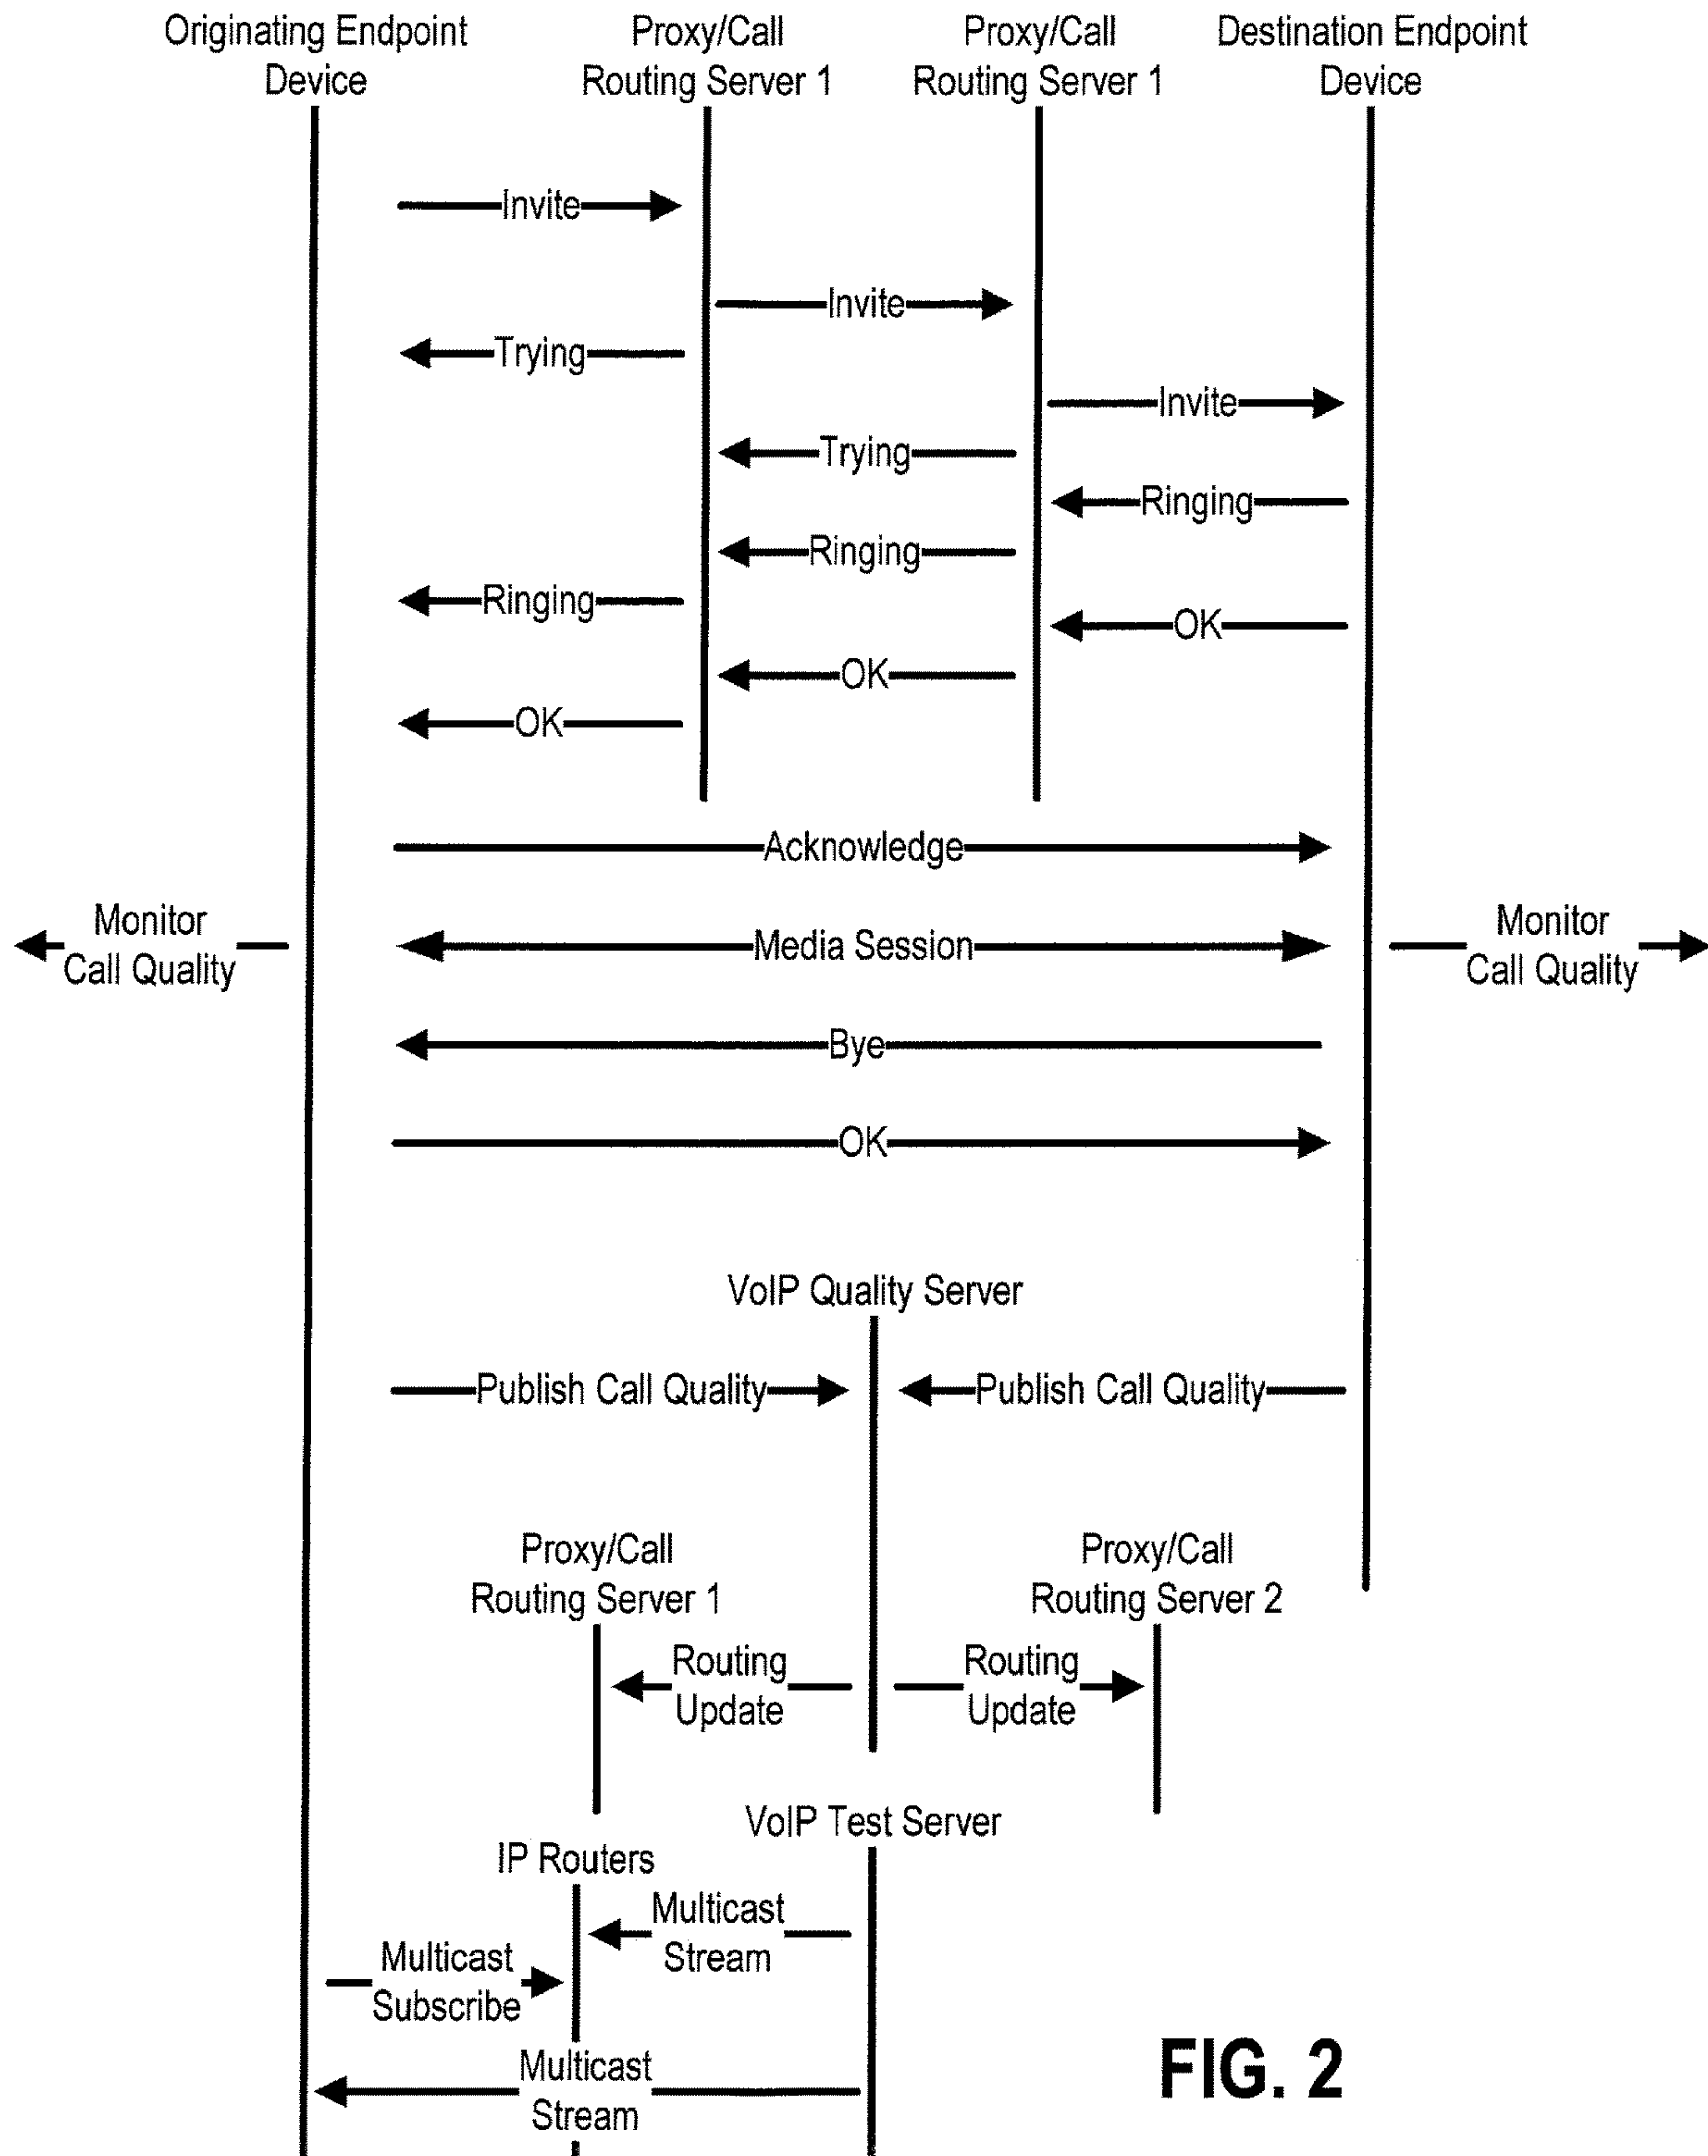 Originating Endpoint
Device
Proxy/Call
Routing Server 1
Proxy/Call
Routing Server 1
Destination Endpoint
Device
Invite
Invite
Trying
Invite
Trying
Ringing
Ringing
Ringing
OK
OK
OK
Acknowledge
Monitor
Call Quality
Media Session
Monitor
Call Quality
Bye
OK
VoIP Quality Server
Publish Call Quality
Publish Call Quality
Proxy/Call
Routing Server 1
Proxy/Call
Routing Server 2
Routing
Update
Routing
Update
VoIP Test Server
IP Routers
Multicast
Stream
Multicast
Subscribe
Multicast
Stream
FIG. 2